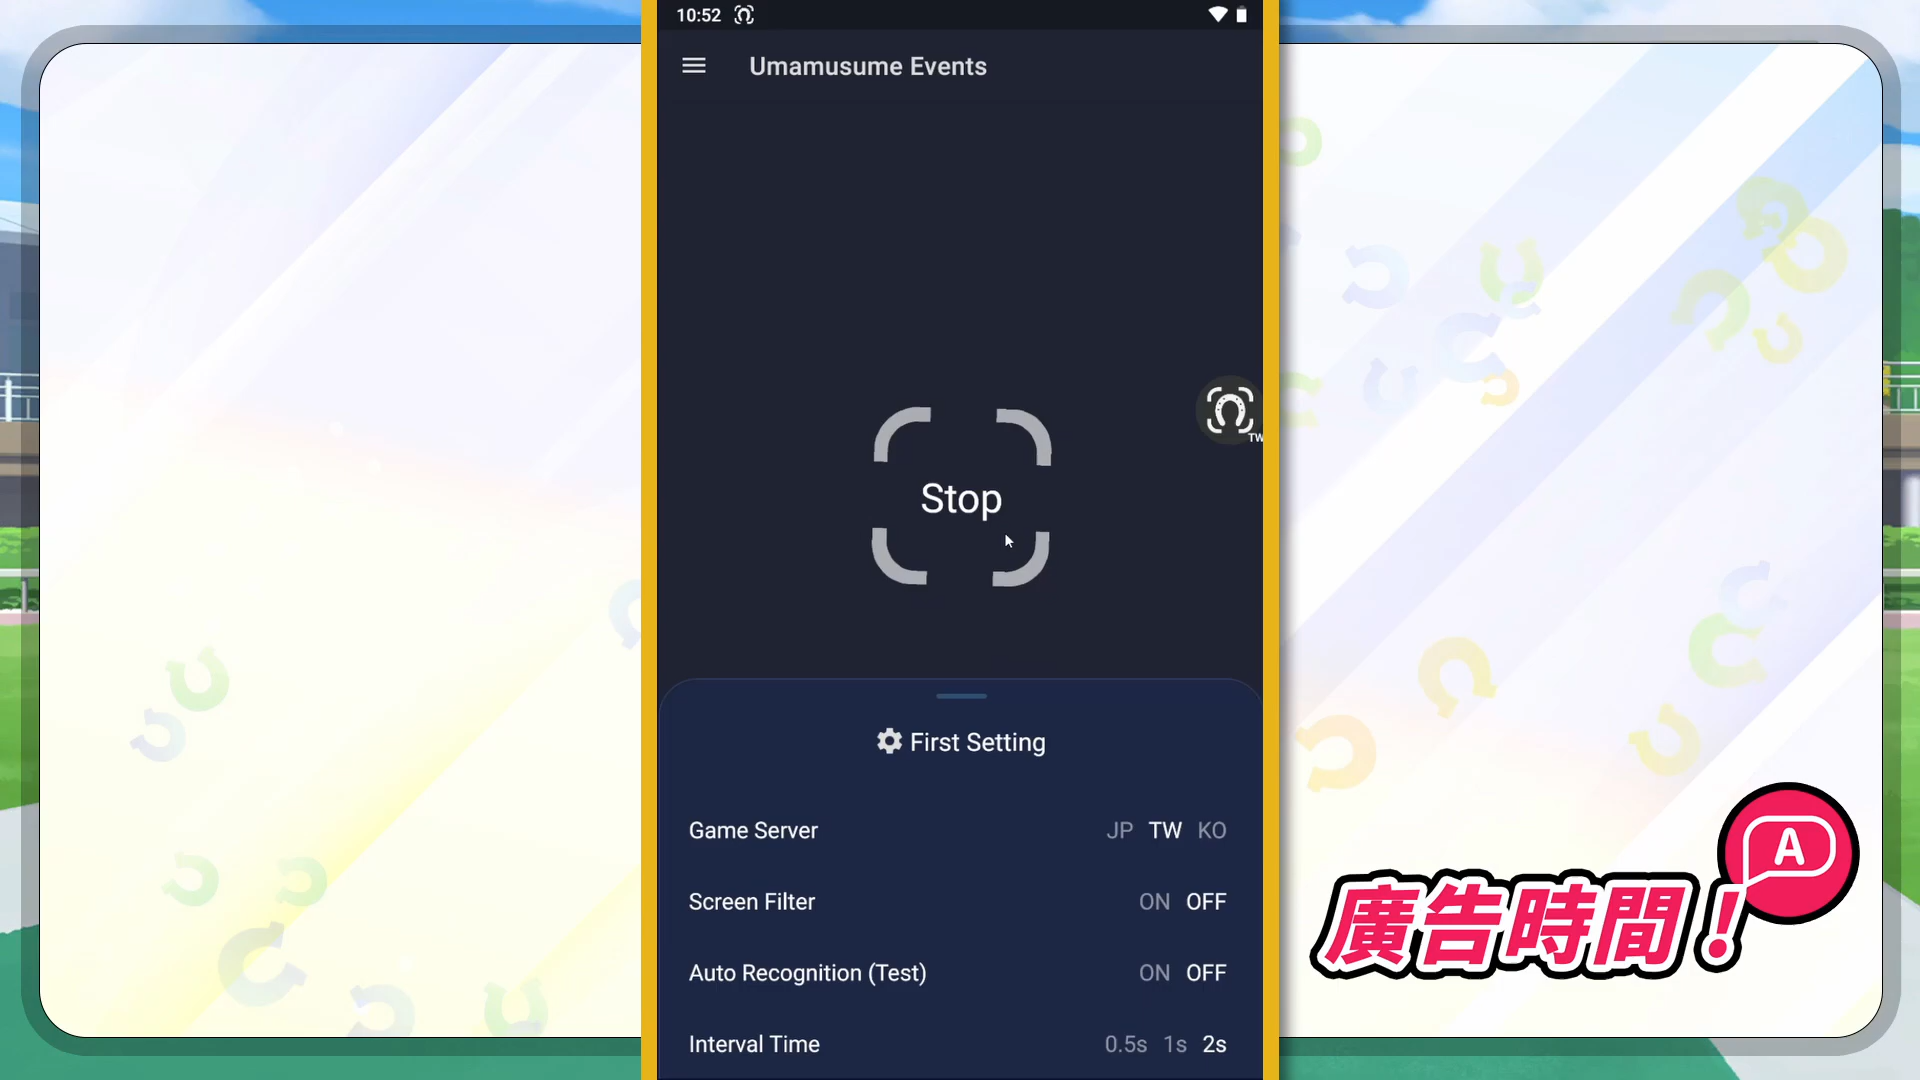 10:52
Umamusume Events
TW
Stop
First Setting
Game Server JP TW KO
Screen Filter ON OFF
Auto Recognition (Test) ON OFF
Interval Time 0.5s 1s 2s
A
廣告時間！